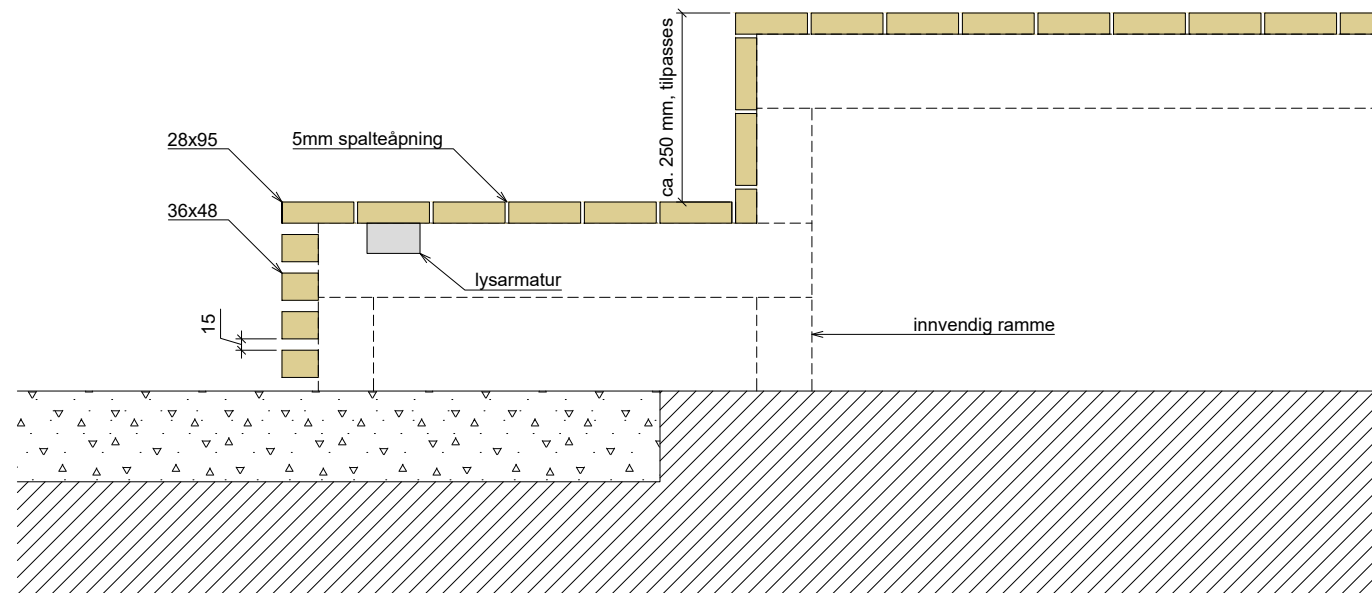 ca. 250 mm, tilpasses
28x95
5mm spalteåpning
36x48
lysarmatur
15
innvendig ramme